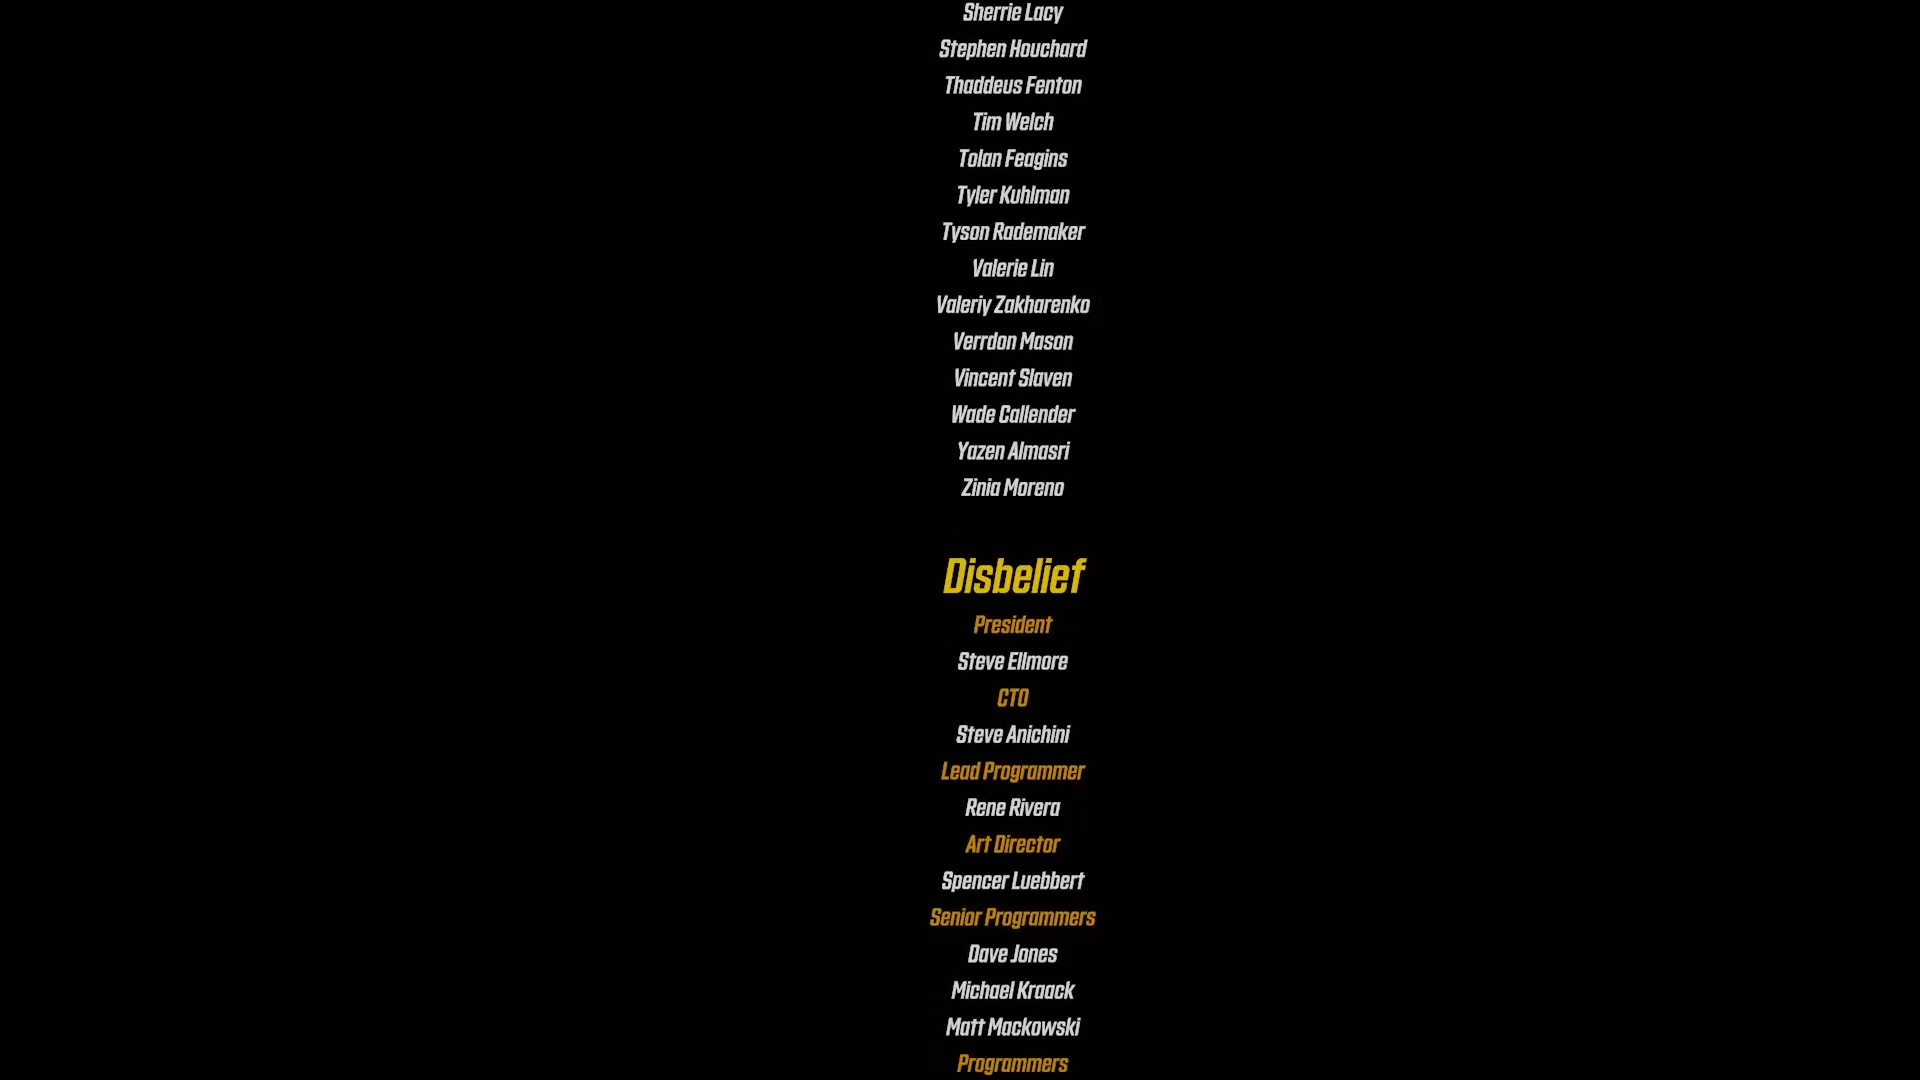 Sherrie Lacy
Stephen Houchard
Thaddeus Fenton
Tim Welch
Tolan Feagins
Tyler Kuhlman
Tyson Rademaker
Valerie Lin
Valeriy Zakharenko
Verrdon Mason
Vincent Slaven
Wade Callender
Yazen Almasri
Zinia Moreno
Disbelief
President
Steve Ellmore
CTO
Steve Anichini
Lead Programmer
Rene Rivera
Art Director
Spencer Luebbert
Senior Programmers
Dave Jones
Michael Kraack
Matt Mackowski
Programmers